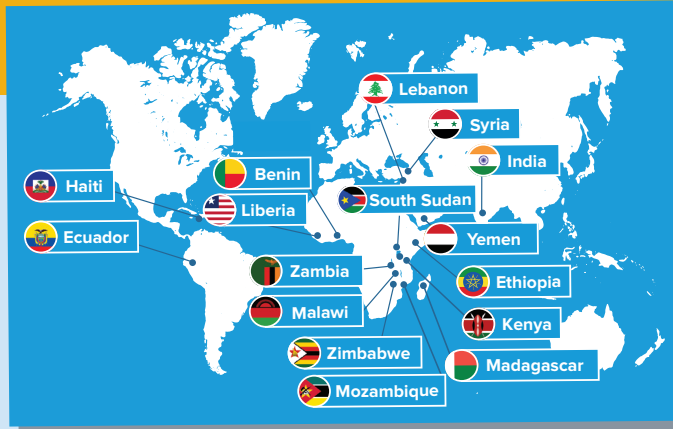 Lebanon
Syria
India
Benin
Haiti
South Sudan
Liberia
Ecuador
Yemen
Zambia
Ethiopia
Malawi
Kenya
Zimbabwe
Madagascar
Mozambique